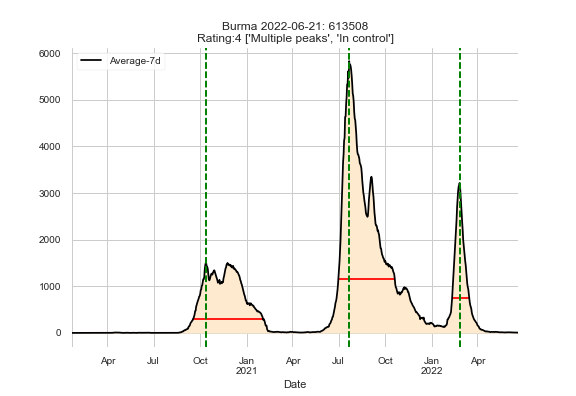 Burma 2022-06-21: 613508
Rating:4 ['Multiple peaks', 'In control']
Average-7d
6000
5000
4000
3000
2000
1000
0
Apr Jul Oct Jan Apr Jul Oct Jan Apr
2021 2022
Date